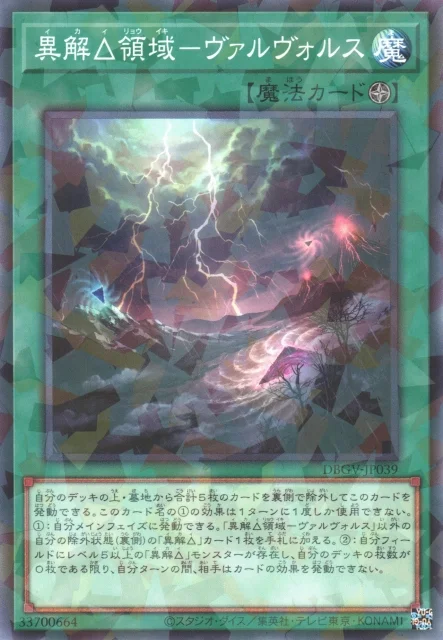 異解△領域－ヴァルヴォルス
魔
【魔法カード】
DBGV-JP039
自分のデッキの上・墓地から合計５枚のカードを裏側で除外してこのカードを
発動できる。このカード名の①の効果は１ターンに１度しか使用できない。
①：自分メインフェイズに発動できる。「異解△領域－ヴァルヴォルス」以外の
自分の除外状態（裏側）の「異解△」カード１枚を手札に加える。②：自分フィー
ルドにレベル５以上の「異解△」モンスターが存在し、自分のデッキの枚数が
０枚である限り、自分ターンの間、相手はカードの効果を発動できない。
33700664
©スタジオ・ダイス／集英社・テレビ東京・KONAMI